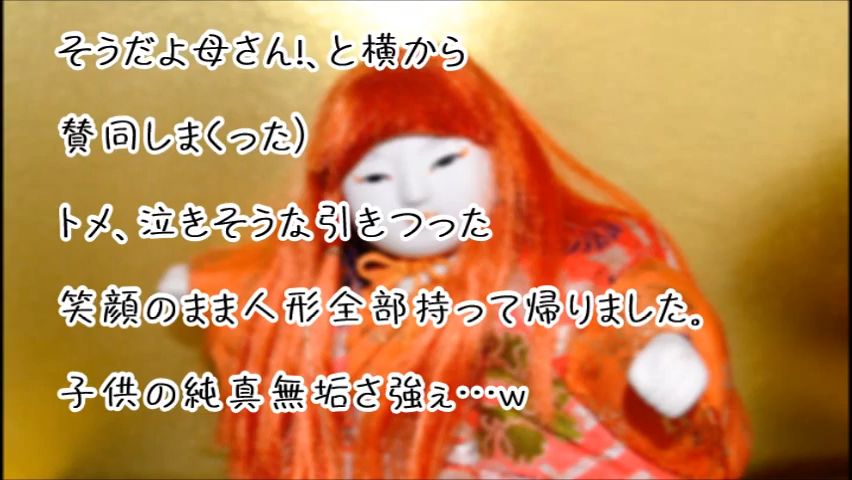 そうだよ母さん!、と横から
賛同しまくった)
トメ、泣きそうな引きつった
笑顔のまま人形全部持って帰りました。
子供の純真無垢さ強ぇ…w